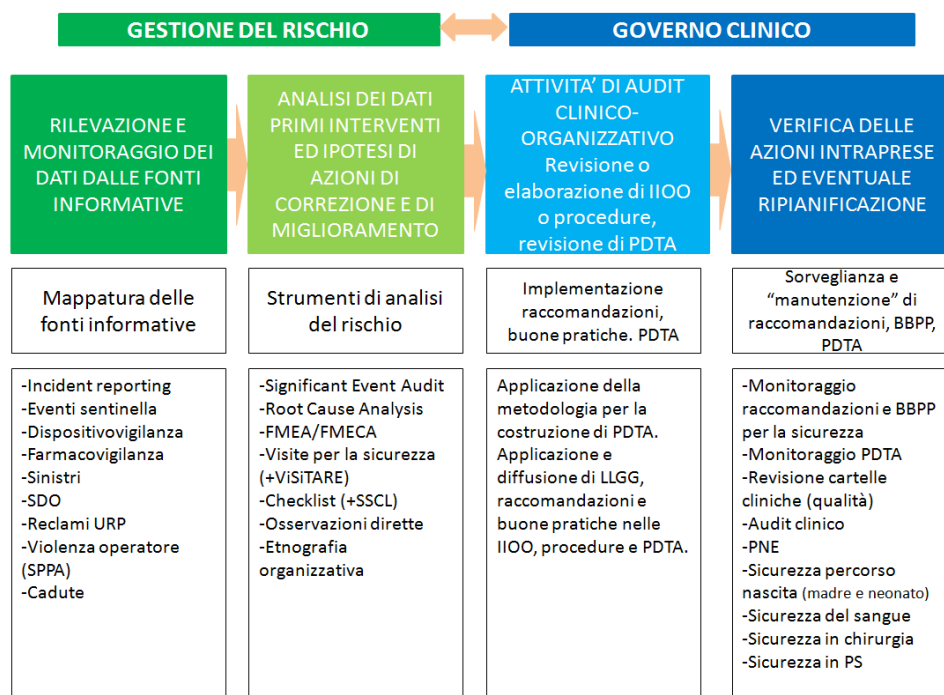 GESTIONE DEL RISCHIO
GOVERNO CLINICO
RILEVAZIONE E
MONITORAGGIO DEI
DATI DALLE FONTI
INFORMATIVE
ANALISI DEI DATI
PRIMI INTERVENTI
ED IPOTESI DI
AZIONI DI
CORREZIONE E DI
MIGLIORAMENTO
ATTIVITA' DI AUDIT
CLINICO-
ORGANIZZATIVO
Revisione o
elaborazione di IIOO
o procedure,
revisione di PDTA
VERIFICA DELLE
AZIONI INTRAPRESE
ED EVENTUALE
RIPIANIFICAZIONE
Mappatura delle
fonti informative
Strumenti di analisi
del rischio
Implementazione
raccomandazioni,
buone pratiche. PDTA
Sorveglianza e
“manutenzione” di
raccomandazioni, BBPP,
PDTA
-Incident reporting
-Eventi sentinella
-Dispositivovigilanza
-Farmacovigilanza
-Sinistri
-SDO
-Reclami URP
-Violenza operatore
(SPPA)
-Cadute
-Significant Event Audit
-Root Cause Analysis
-FMEA/FMECA
-Visite per la sicurezza
(+ViSiTARE)
-Checklist (+SSCL)
-Osservazioni dirette
-Etnografia
organizzativa
Applicazione della
metodologia per la
costruzione di PDTA.
Applicazione e
diffusione di LLGG,
raccomandazioni e
buone pratiche nelle
IIOO, procedure e PDTA.
-Monitoraggio
raccomandazioni e BBPP
per la sicurezza
-Monitoraggio PDTA
-Revisione cartelle
cliniche (qualità)
-Audit clinico
-PNE
-Sicurezza percorso
nascita (madre e neonato)
-Sicurezza del sangue
-Sicurezza in chirurgia
-Sicurezza in PS